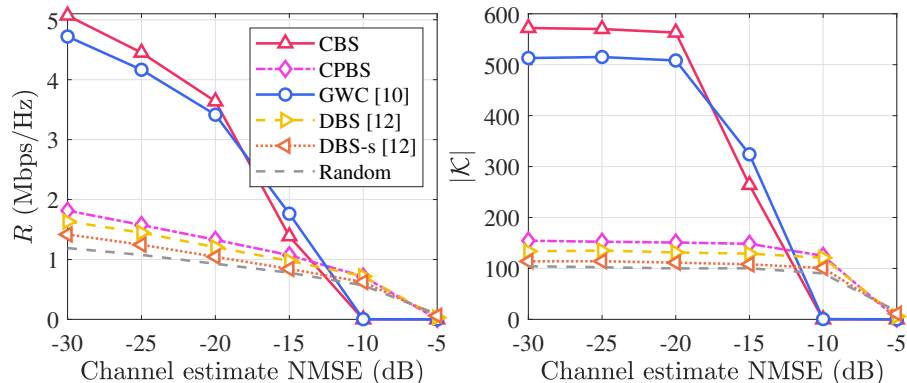 5
4
3
2
1
0
R (Mbps/Hz)
CBS
CPBS
GWC [10]
DBS [12]
DBS-s [12]
Random
-30
-25
-20
-15
-10
-5
Channel estimate NMSE (dB)
600
500
400
300
200
100
0
|𝒦|
-30
-25
-20
-15
-10
-5
Channel estimate NMSE (dB)